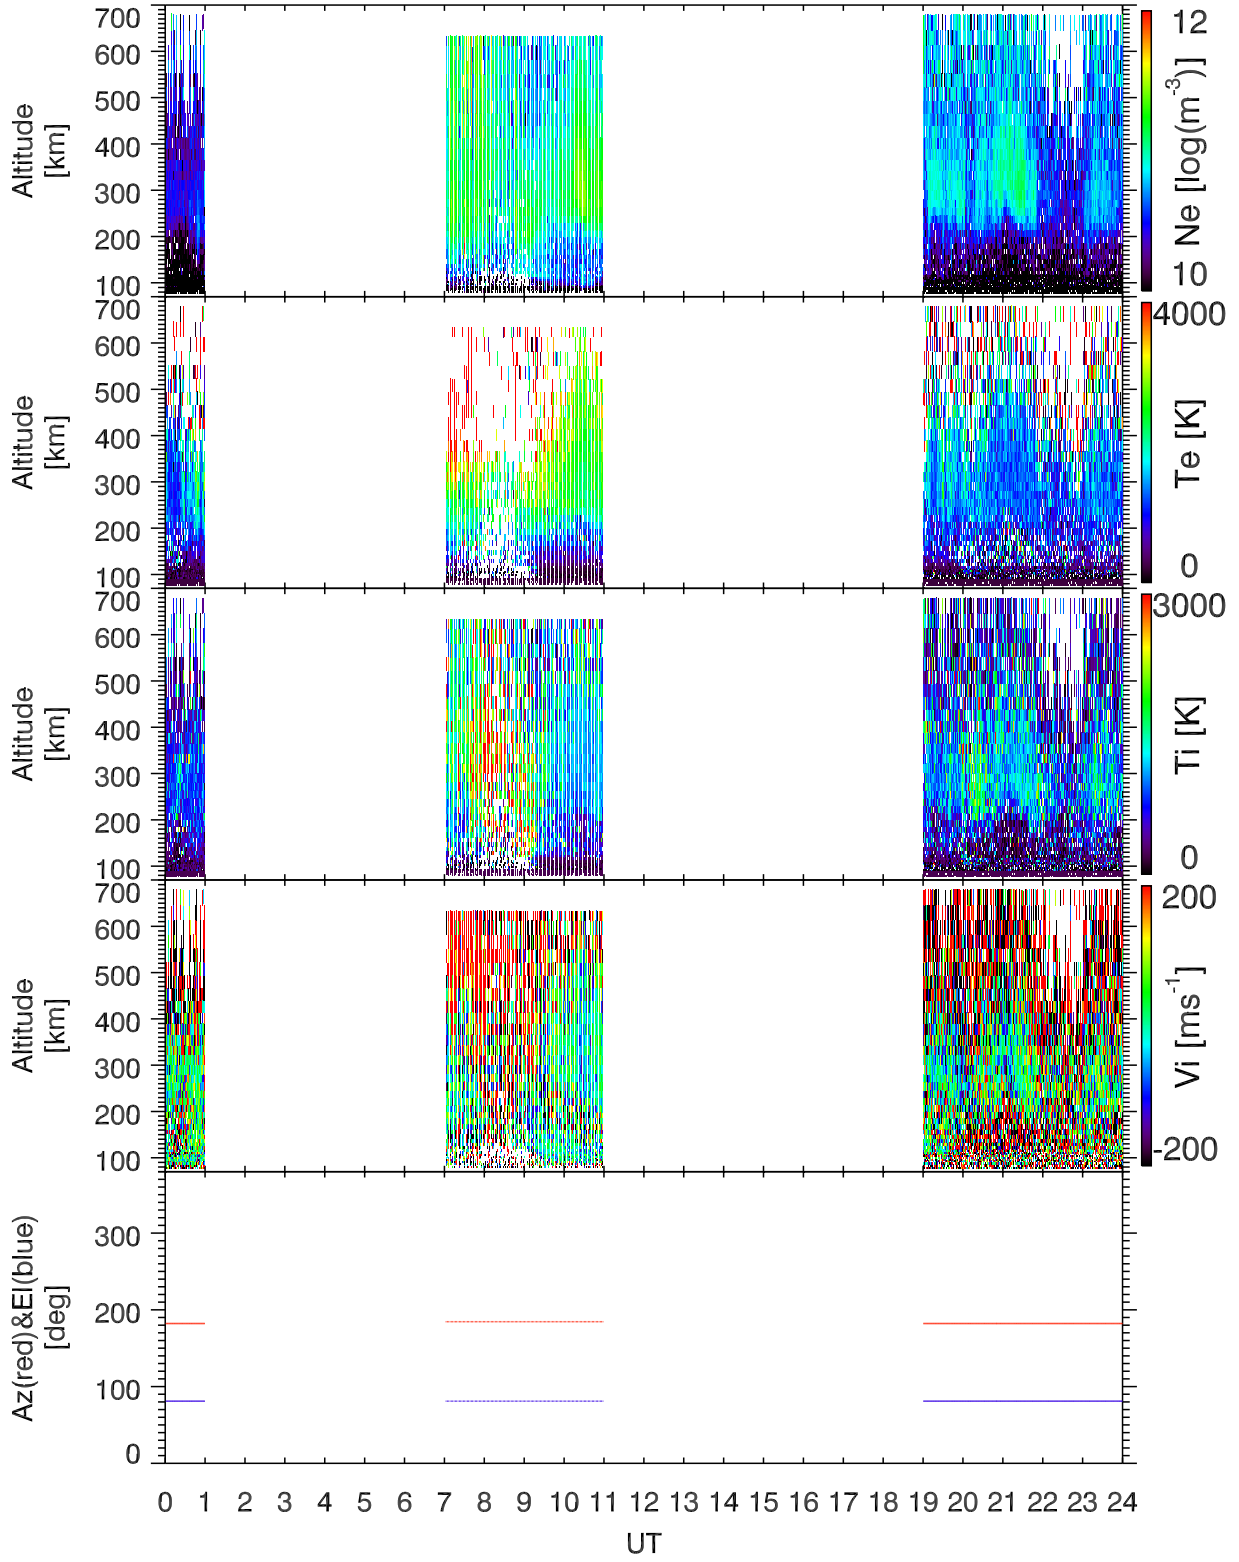 700
600
500
400
300
200
100
Altitude
[km]
12
Ne [log(m⁻³)]
10
700
600
500
400
300
200
100
Altitude
[km]
4000
Te [K]
0
700
600
500
400
300
200
100
Altitude
[km]
3000
Ti [K]
0
700
600
500
400
300
200
100
Altitude
[km]
200
Vi [ms⁻¹]
-200
300
200
100
0
Az(red)&El(blue)
[deg]
0 1 2 3 4 5 6 7 8 9 10 11 12 13 14 15 16 17 18 19 20 21 22 23 24
UT